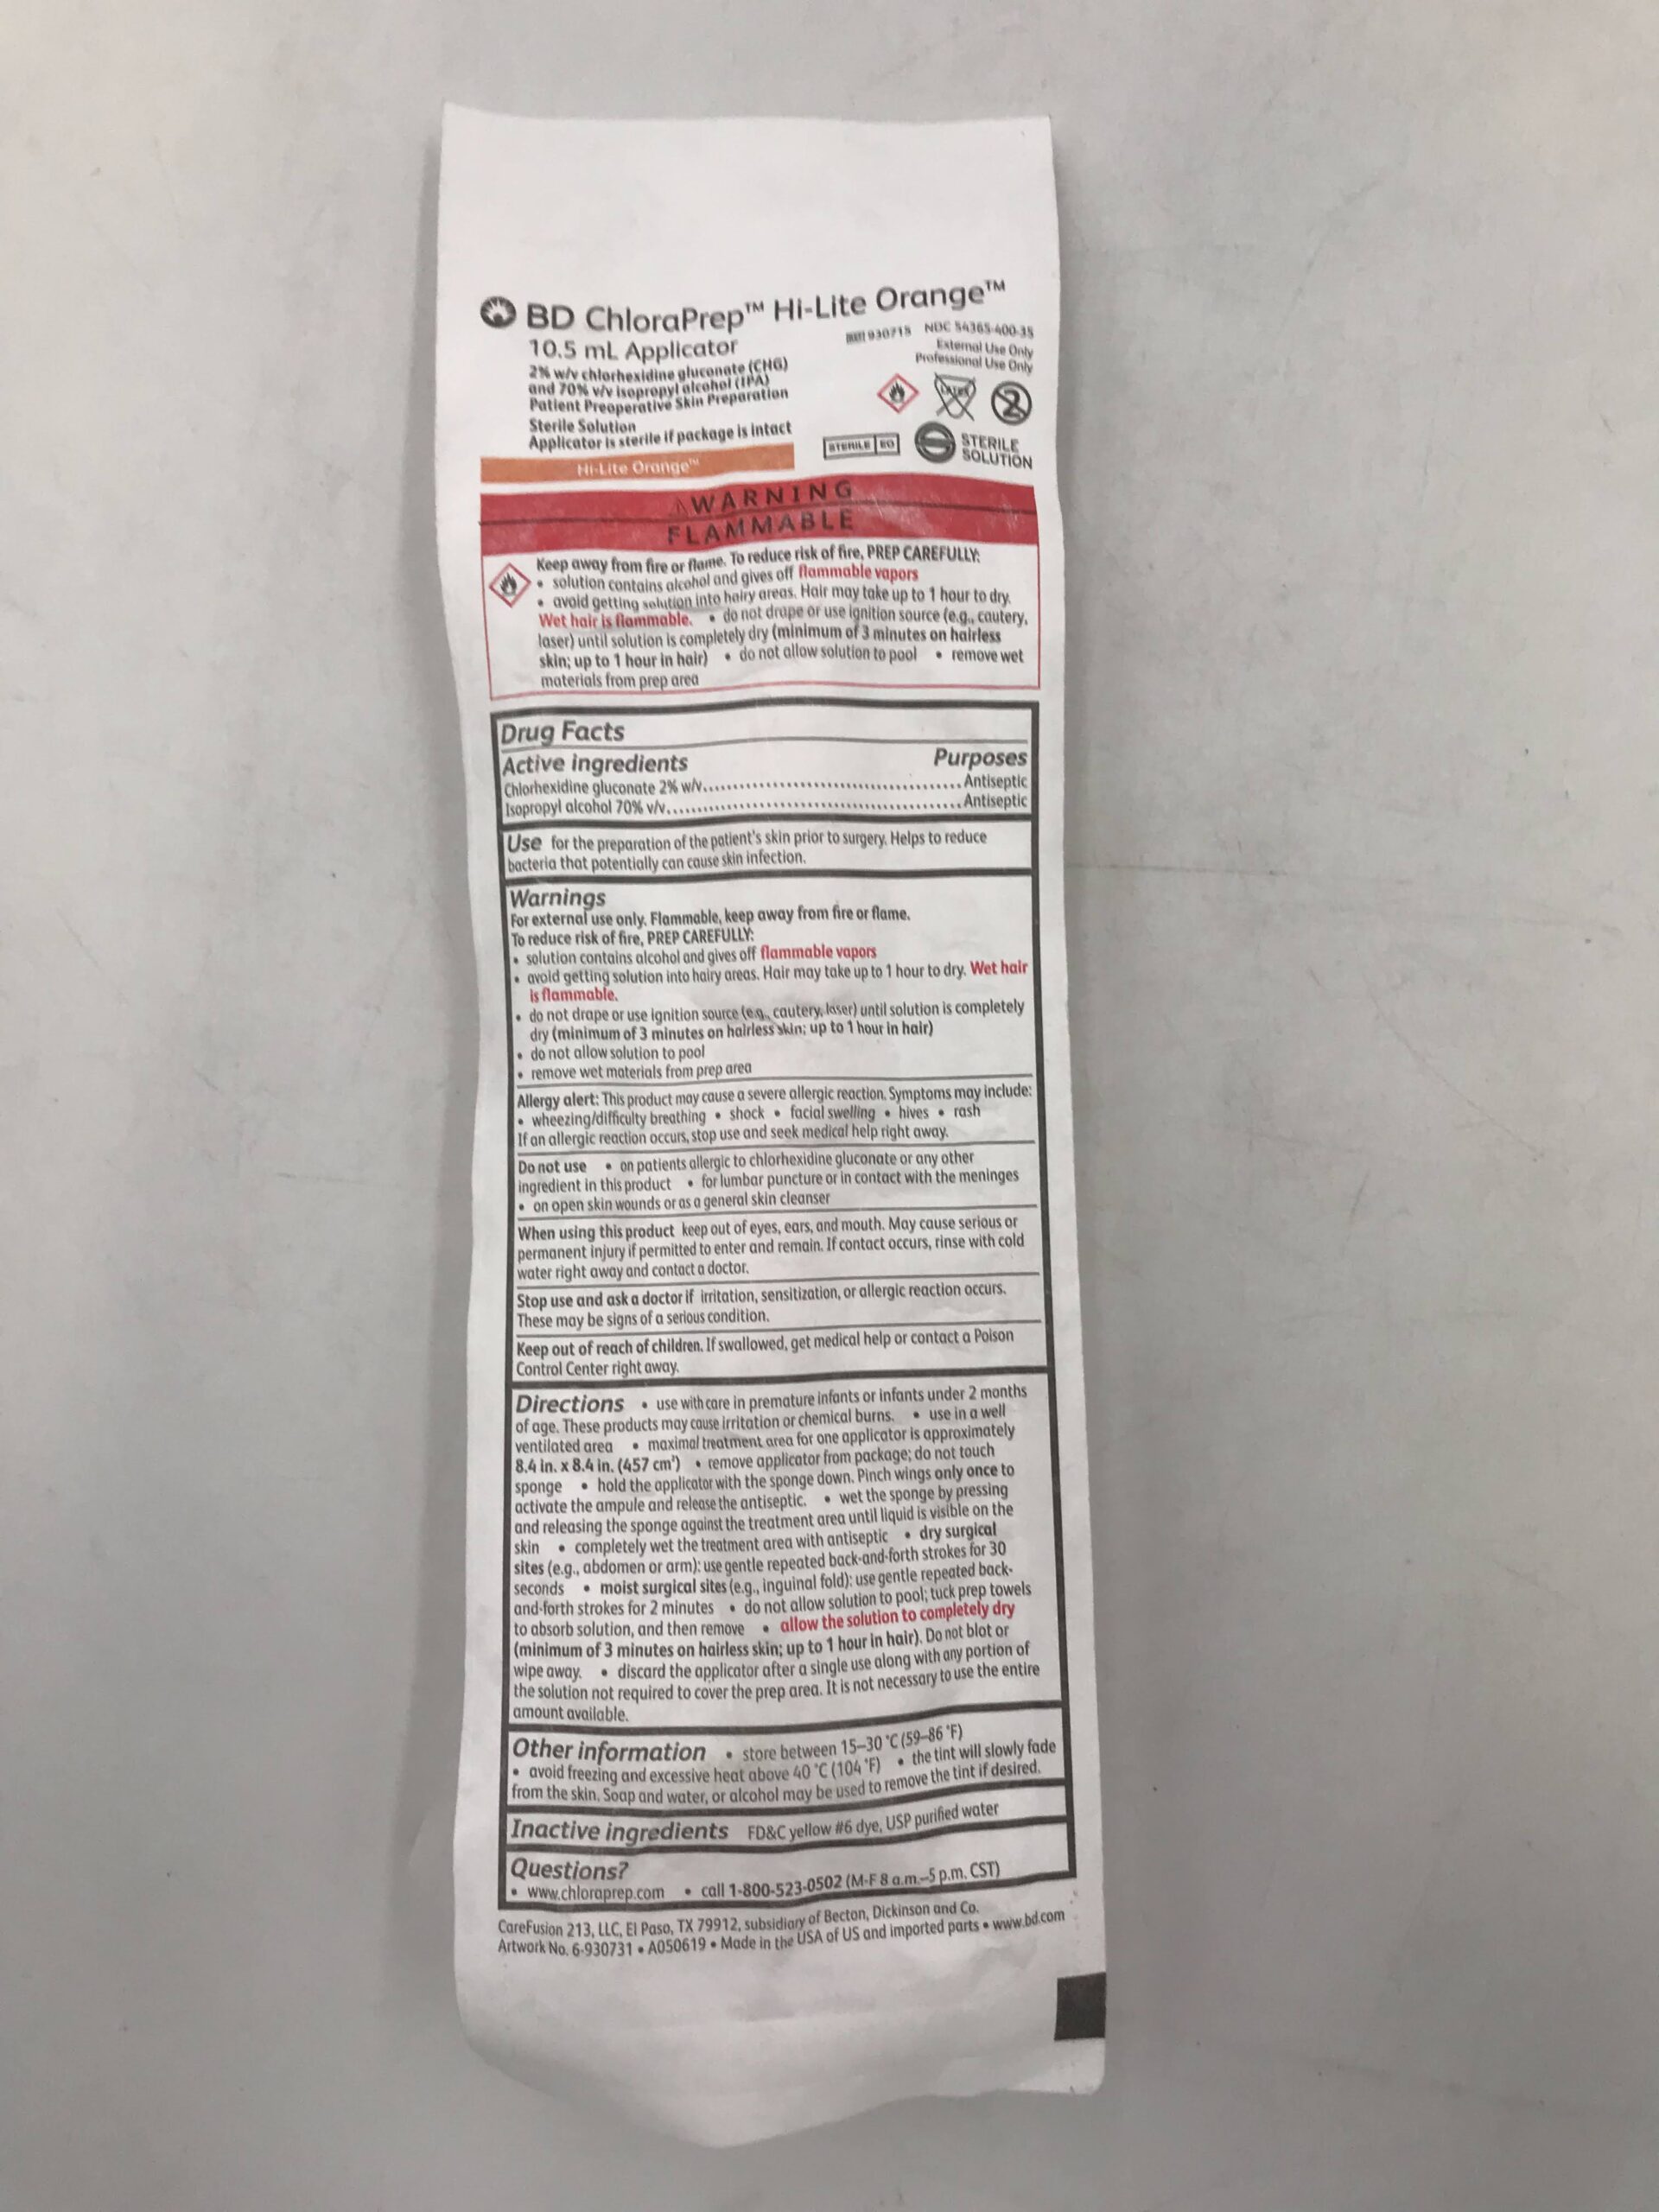 BD ChloraPrep™ Hi-Lite Orange™
10.5 mL Applicator
2% w/v chlorhexidine gluconate (CHG)
and 70% v/v isopropyl alcohol (IPA)
Patient Preoperative Skin Preparation
Sterile Solution
Applicator is sterile if package is intact
930715 NDC 54365-400-35
External Use Only
Professional Use Only
LATEX
2
STERILE EO
STERILE
SOLUTION
Hi-Lite Orange™
WARNING
FLAMMABLE
Keep away from fire or flame. To reduce risk of fire, PREP CAREFULLY:
• solution contains alcohol and gives off flammable vapors
• avoid getting solution into hairy areas. Hair may take up to 1 hour to dry.
Wet hair is flammable. • do not drape or use ignition source (e.g., cautery,
laser) until solution is completely dry (minimum of 3 minutes on hairless
skin; up to 1 hour in hair) • do not allow solution to pool • remove wet
materials from prep area
Drug Facts
Active ingredients Purposes
Chlorhexidine gluconate 2% w/v.......................................... Antiseptic
Isopropyl alcohol 70% v/v............................................... Antiseptic
Use for the preparation of the patient's skin prior to surgery. Helps to reduce
bacteria that potentially can cause skin infection.
Warnings
For external use only. Flammable, keep away from fire or flame.
To reduce risk of fire, PREP CAREFULLY:
• solution contains alcohol and gives off flammable vapors
• avoid getting solution into hairy areas. Hair may take up to 1 hour to dry. Wet hair
is flammable.
• do not drape or use ignition source (e.g., cautery, laser) until solution is completely
dry (minimum of 3 minutes on hairless skin; up to 1 hour in hair)
• do not allow solution to pool
• remove wet materials from prep area
Allergy alert: This product may cause a severe allergic reaction. Symptoms may include:
• wheezing/difficulty breathing • shock • facial swelling • hives • rash
If an allergic reaction occurs, stop use and seek medical help right away.
Do not use • on patients allergic to chlorhexidine gluconate or any other
ingredient in this product • for lumbar puncture or in contact with the meninges
• on open skin wounds or as a general skin cleanser
When using this product keep out of eyes, ears, and mouth. May cause serious or
permanent injury if permitted to enter and remain. If contact occurs, rinse with cold
water right away and contact a doctor.
Stop use and ask a doctor if irritation, sensitization, or allergic reaction occurs.
These may be signs of a serious condition.
Keep out of reach of children. If swallowed, get medical help or contact a Poison
Control Center right away.
Directions • use with care in premature infants or infants under 2 months
of age. These products may cause irritation or chemical burns. • use in a well
ventilated area • maximal treatment area for one applicator is approximately
8.4 in. x 8.4 in. (457 cm²) • remove applicator from package; do not touch
sponge • hold the applicator with the sponge down. Pinch wings only once to
activate the ampule and release the antiseptic. • wet the sponge by pressing
and releasing the sponge against the treatment area until liquid is visible on the
skin • completely wet the treatment area with antiseptic • dry surgical
sites (e.g., abdomen or arm): use gentle repeated back-and-forth strokes for 30
seconds • moist surgical sites (e.g., inguinal fold): use gentle repeated back-
and-forth strokes for 2 minutes • do not allow solution to pool; tuck prep towels
to absorb solution, and then remove • allow the solution to completely dry
(minimum of 3 minutes on hairless skin; up to 1 hour in hair). Do not blot or
wipe away. • discard the applicator after a single use along with any portion of
the solution not required to cover the prep area. It is not necessary to use the entire
amount available.
Other information • store between 15–30 °C (59–86 °F)
• avoid freezing and excessive heat above 40 °C (104 °F) • the tint will slowly fade
from the skin. Soap and water, or alcohol may be used to remove the tint if desired.
Inactive ingredients FD&C yellow #6 dye, USP purified water
Questions?
• www.chloraprep.com • call 1-800-523-0502 (M-F 8 a.m.–5 p.m. CST)
CareFusion 213, LLC, El Paso, TX 79912, subsidiary of Becton, Dickinson and Co.
Artwork No. 6-930731 • A050619 • Made in the USA of US and imported parts • www.bd.com